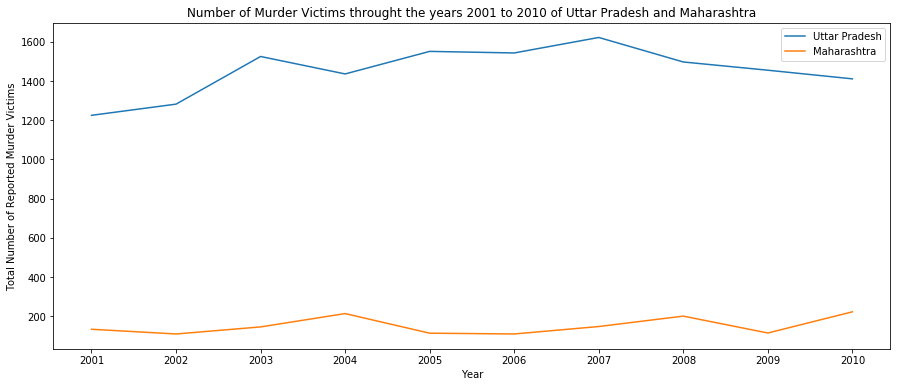 Number of Murder Victims throught the years 2001 to 2010 of Uttar Pradesh and Maharashtra
Uttar Pradesh
Maharashtra
Total Number of Reported Murder Victims
1600
1400
1200
1000
800
600
400
200
2001 2002 2003 2004 2005 2006 2007 2008 2009 2010
Year